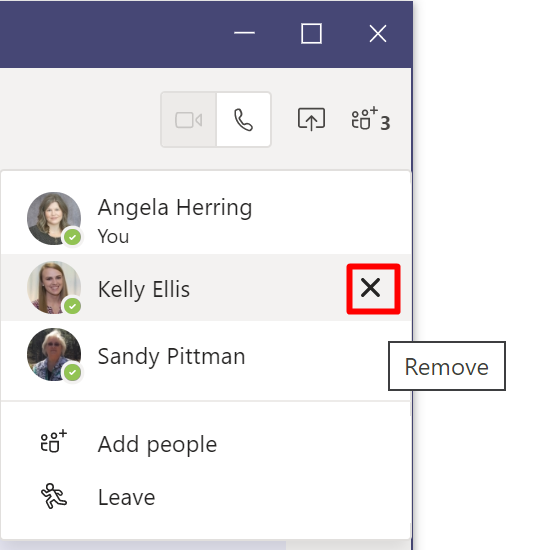 3
Angela Herring
You
Kelly Ellis
Sandy Pittman
Remove
Add people
Leave